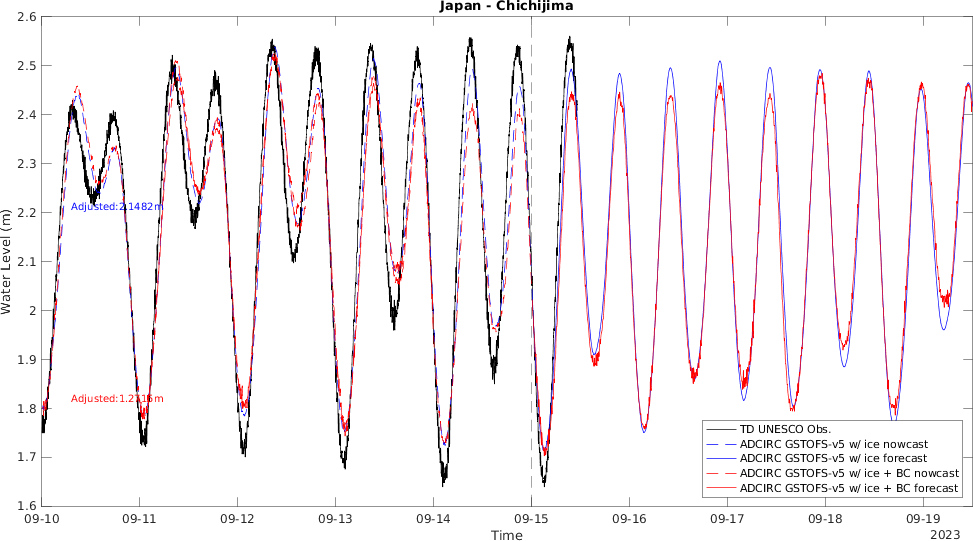 Japan - Chichijima
2.6
2.5
2.4
2.3
2.2
2.1
2
1.9
1.8
1.7
1.6
Water Level (m)
Adjusted:2.1482m
Adjusted:1.2716m
TD UNESCO Obs.
ADCIRC GSTOFS-v5 w/ ice nowcast
ADCIRC GSTOFS-v5 w/ ice forecast
ADCIRC GSTOFS-v5 w/ ice + BC nowcast
ADCIRC GSTOFS-v5 w/ ice + BC forecast
09-10 09-11 09-12 09-13 09-14 09-15 09-16 09-17 09-18 09-19
Time
2023